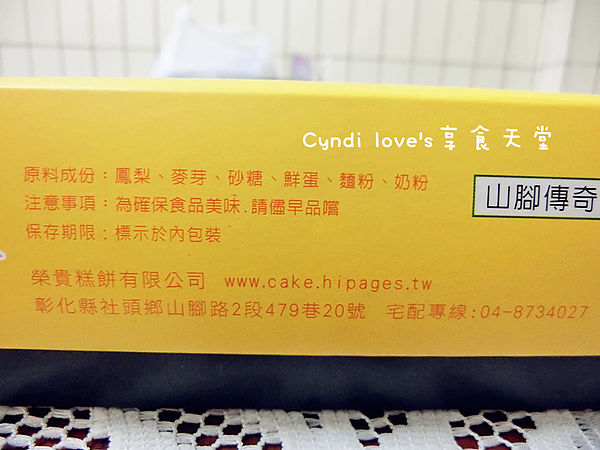 Cyndi love's享食天堂
原料成份：鳳梨、麥芽、砂糖、鮮蛋、麵粉、奶粉
注意事項：為確保食品美味.請儘早品嚐
保存期限：標示於內包裝
山腳傳奇
榮貴糕餅有限公司 www.cake.hipages.tw
彰化縣社頭鄉山腳路2段479巷20號 宅配專線:04-8734027